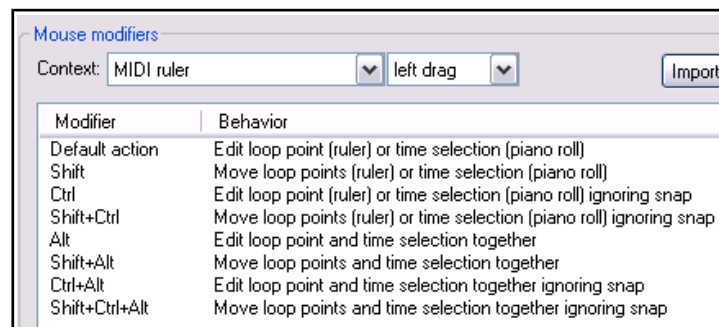 Mouse modifiers
Context: MIDI ruler left drag Import
Modifier Behavior
Default action Edit loop point (ruler) or time selection (piano roll)
Shift Move loop points (ruler) or time selection (piano roll)
Ctrl Edit loop point (ruler) or time selection (piano roll) ignoring snap
Shift+Ctrl Move loop points (ruler) or time selection (piano roll) ignoring snap
Alt Edit loop point and time selection together
Shift+Alt Move loop points and time selection together
Ctrl+Alt Edit loop point and time selection together ignoring snap
Shift+Ctrl+Alt Move loop points and time selection together ignoring snap